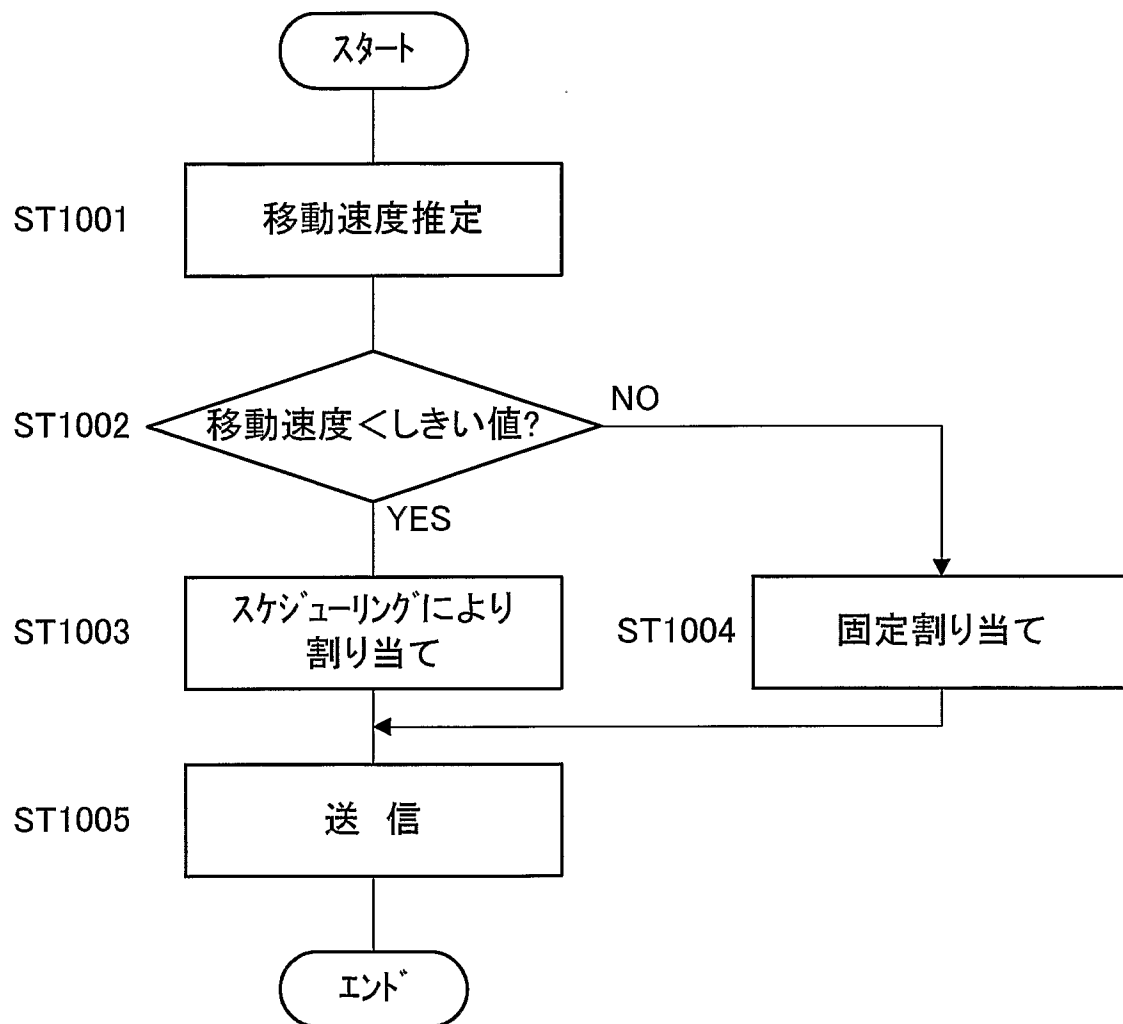 スタート
ST1001
移動速度推定
ST1002
移動速度<しきい値?
NO
YES
ST1003
スケジューリングにより
割り当て
ST1004
固定割り当て
ST1005
送 信
エンド